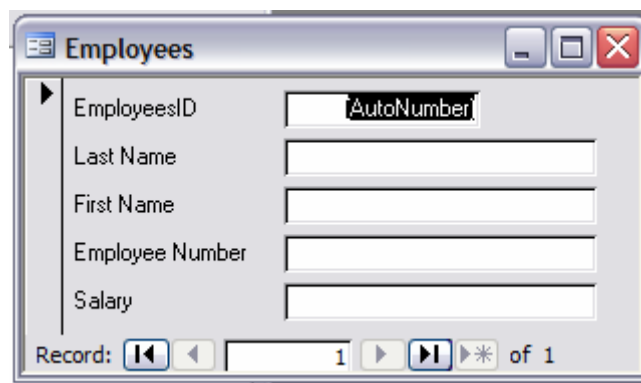 Employees
EmployeesID (AutoNumber)
Last Name
First Name
Employee Number
Salary
Record: 1 of 1